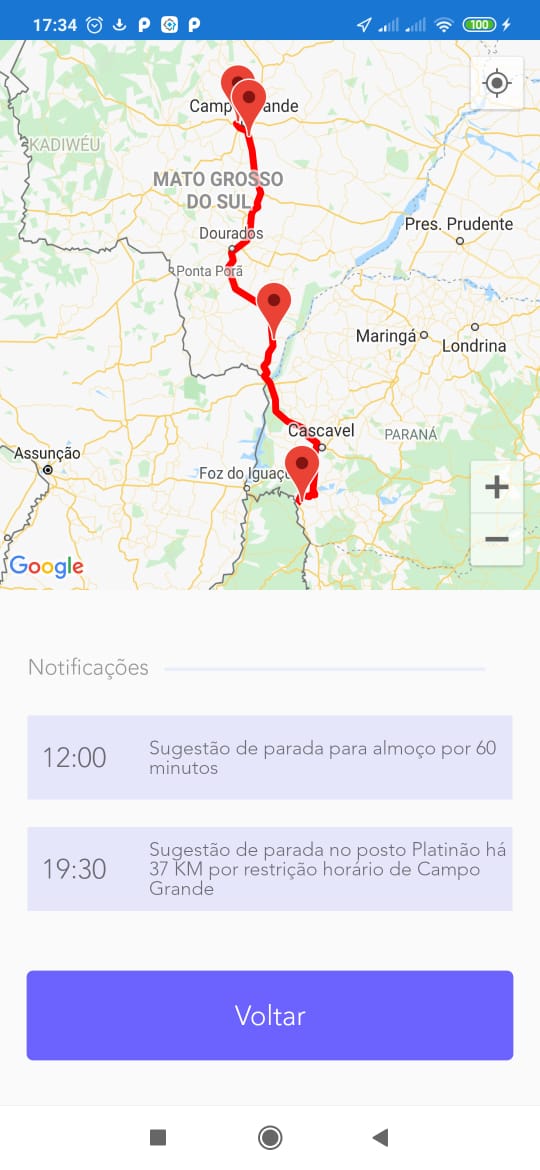 17:34
100
Camp
ande
KADIWÉU
MATO GROSSO
DO SUL
Dourados
Pres. Prudente
Ponta Porã
Maringá
Londrina
Cascavel
PARANÁ
Assunção
Foz do Iguaçu
Google
Notificações
12:00
Sugestão de parada para almoço por 60
minutos
19:30
Sugestão de parada no posto Platinão há
37 KM por restrição horário de Campo
Grande
Voltar